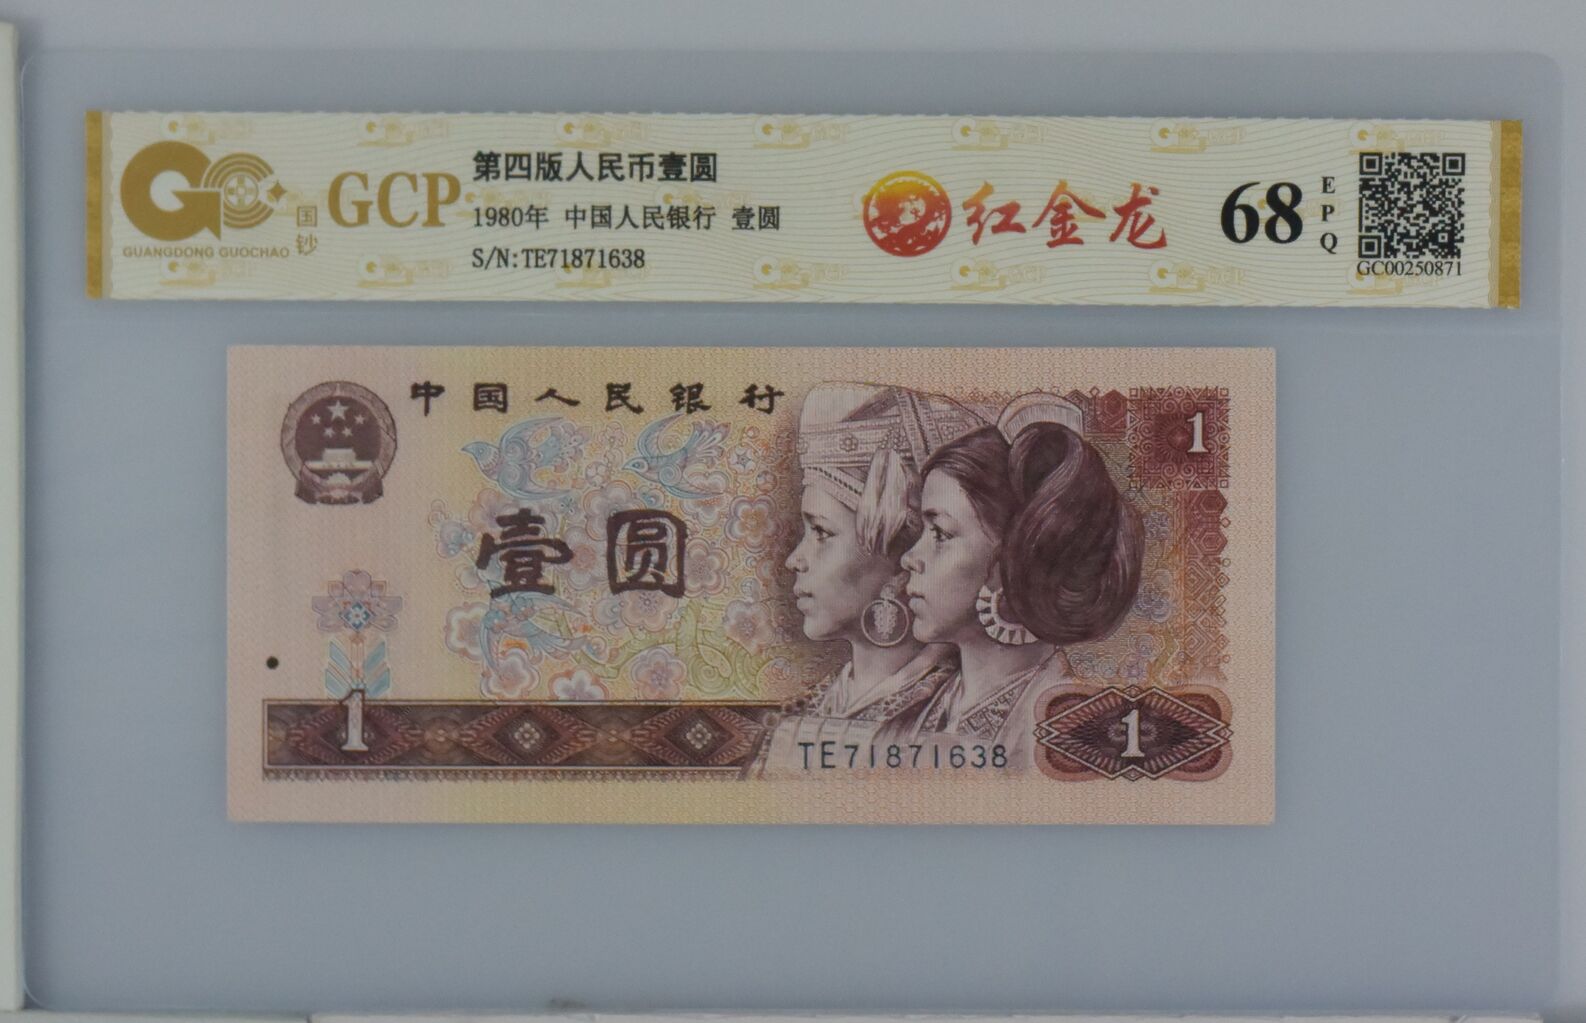 GUANGDONG GUOCHAO
国钞
GCP
第四版人民币壹圆
1980年 中国人民银行 壹圆
S/N:TE71871638
红金龙
68
EPQ
GC00250871
中国人民银行
1
壹圆
1
TE71871638
1